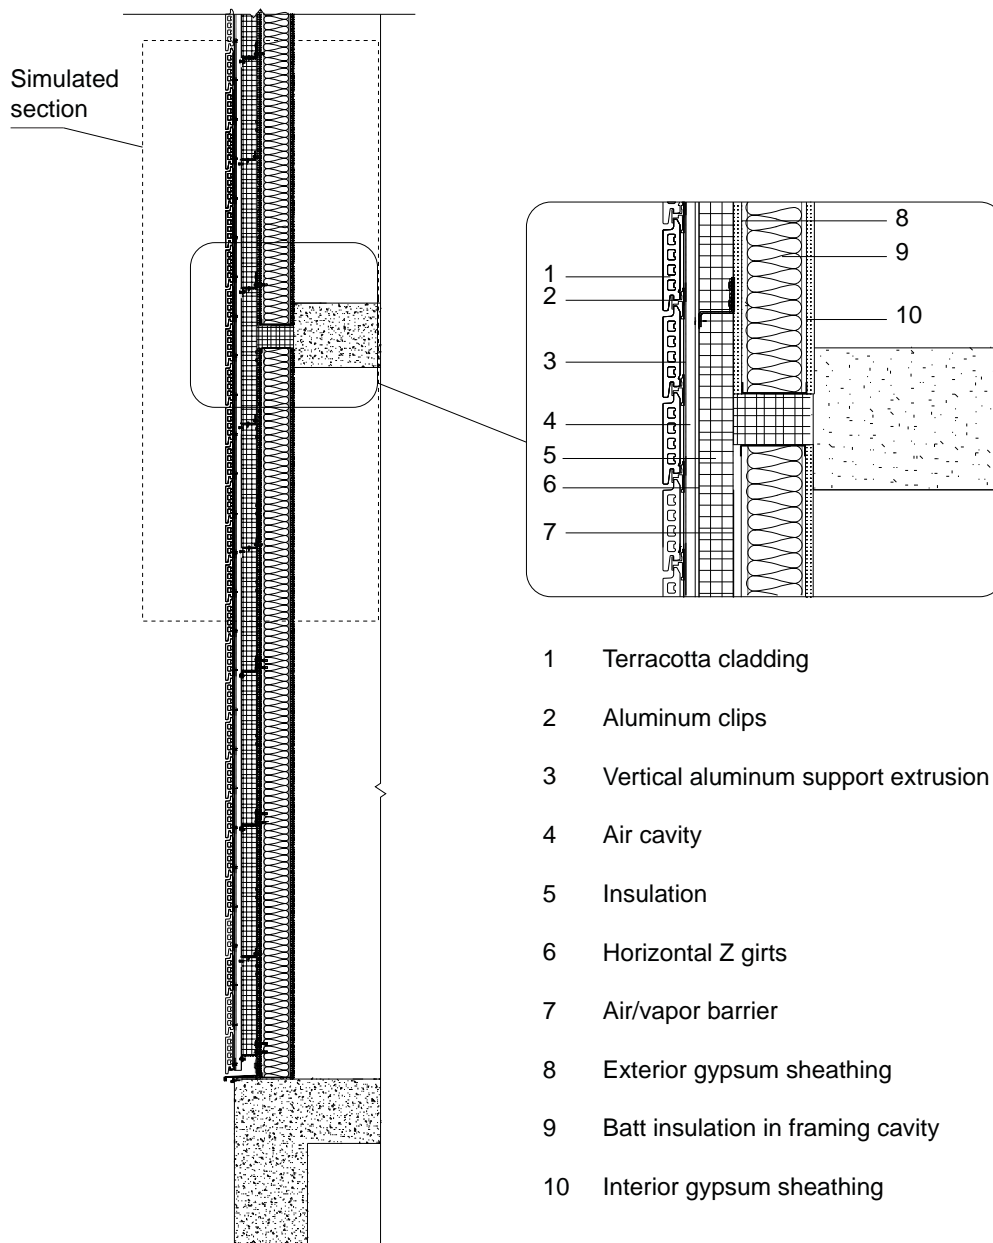 Simulated
section
1
2
3
4
5
6
7
8
9
10
1 Terracotta cladding
2 Aluminum clips
3 Vertical aluminum support extrusion
4 Air cavity
5 Insulation
6 Horizontal Z girts
7 Air/vapor barrier
8 Exterior gypsum sheathing
9 Batt insulation in framing cavity
10 Interior gypsum sheathing